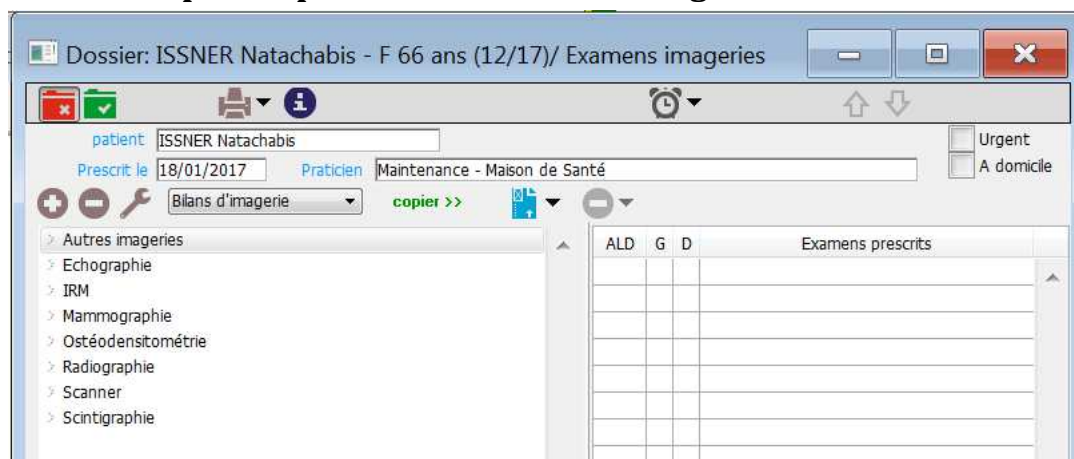 Dossier: ISSNER Natachabis - F 66 ans (12/17)/ Examens imageries
patient ISSNER Natachabis
Urgent
Prescrit le 18/01/2017 Praticien Maintenance - Maison de Santé
A domicile
Bilans d'imagerie copier >>
Autres imageries
Echographie
IRM
Mammographie
Ostéodensitométrie
Radiographie
Scanner
Scintigraphie
ALD G D Examens prescrits